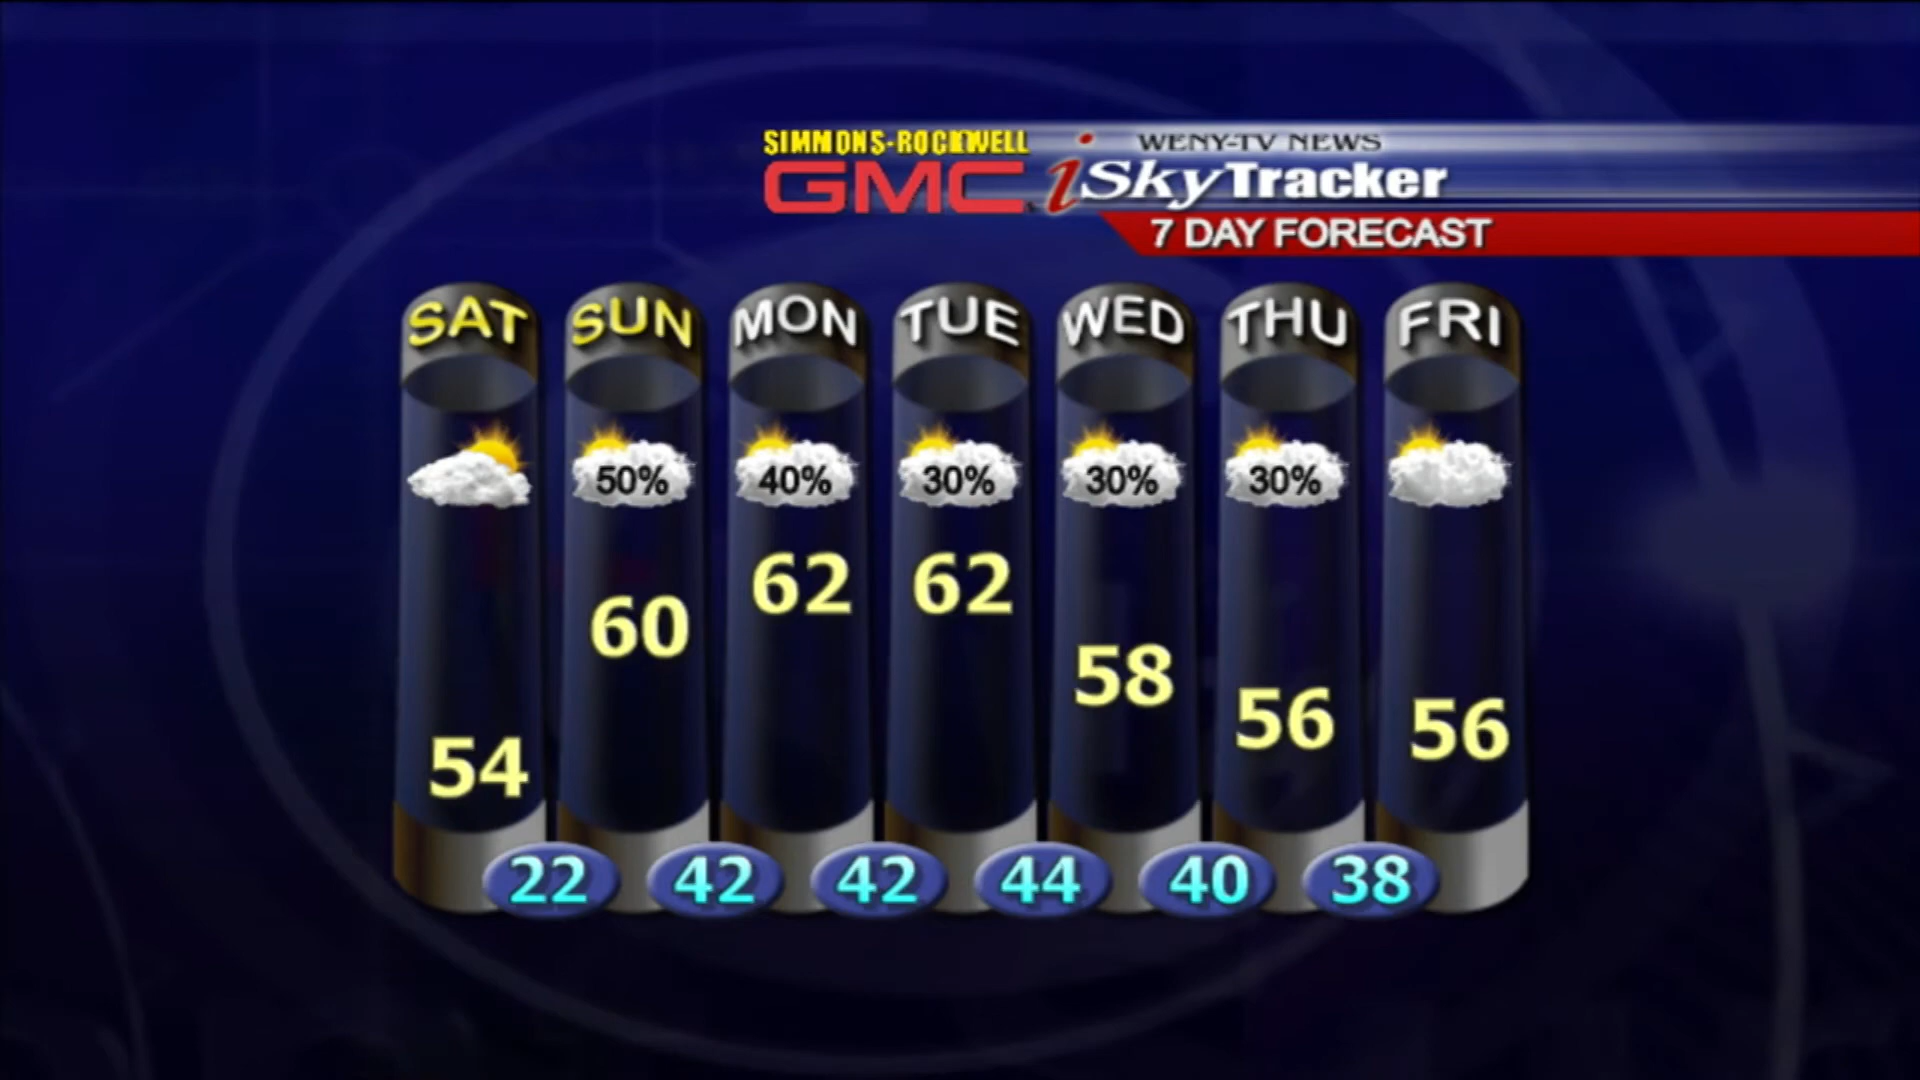 SIMMONS-ROCKWELL
GMC
WENY-TV NEWS
iSkyTracker
7 DAY FORECAST
SAT SUN MON TUE WED THU FRI
50% 40% 30% 30% 30%
54 60 62 62 58 56 56
22 42 42 44 40 38